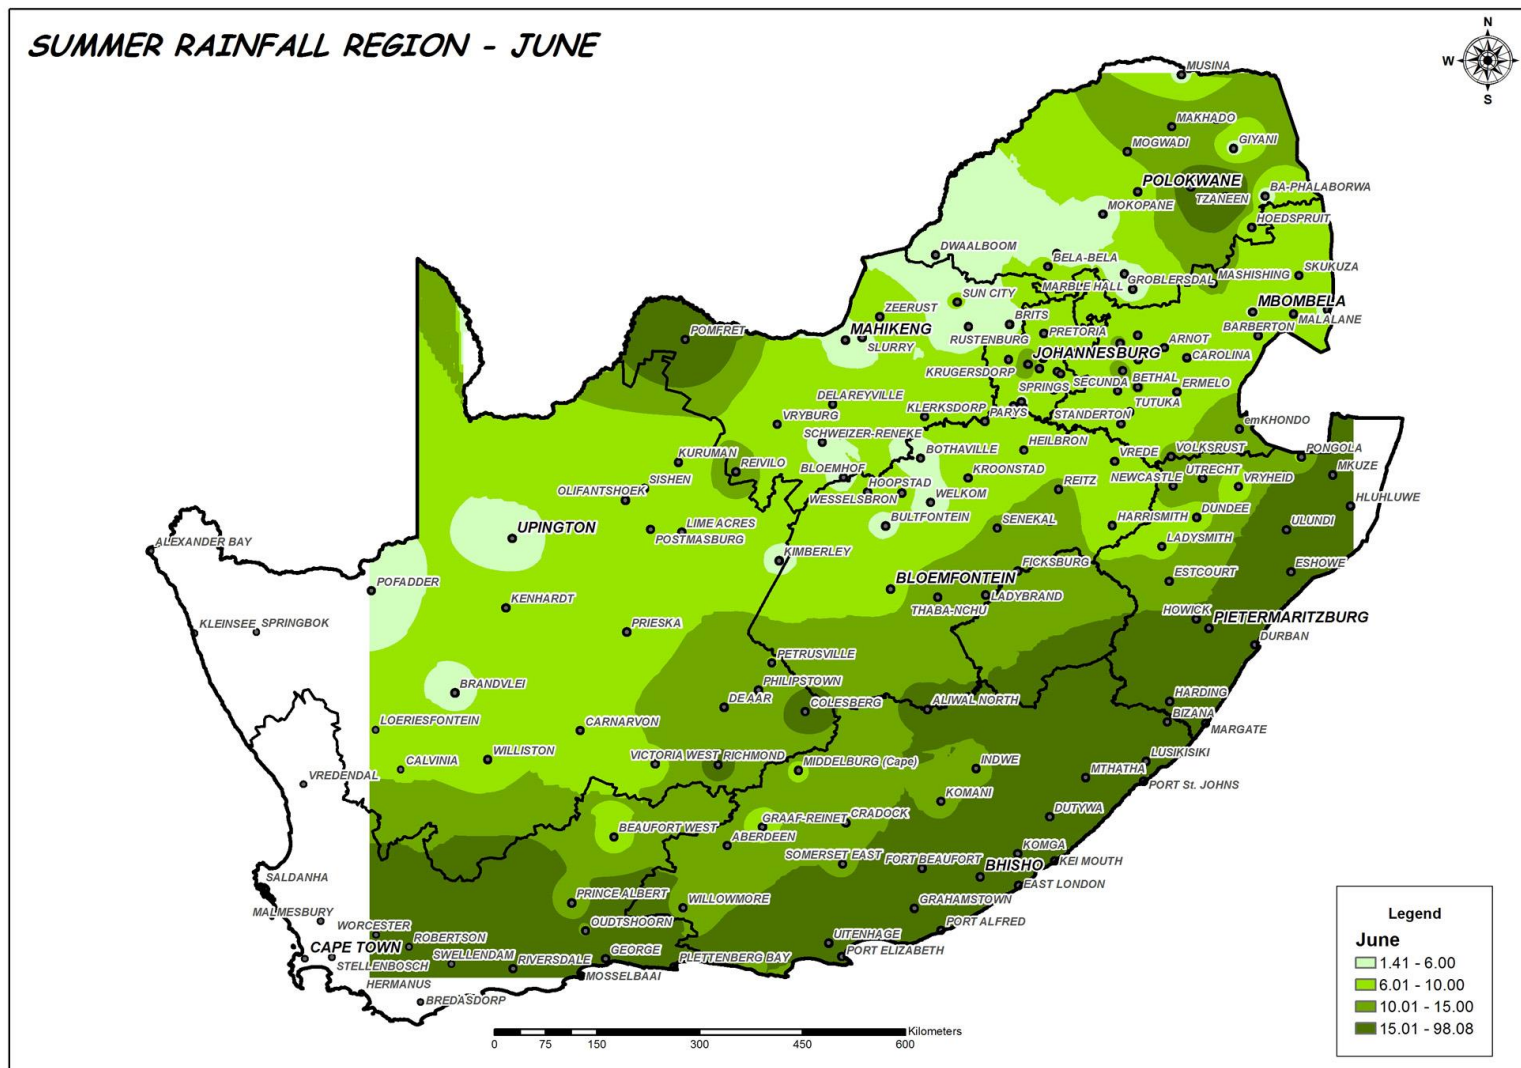 SUMMER RAINFALL REGION - JUNE
N
W
S
MUSINA
MAKHADO
MOGWADI
GIYANI
POLOKWANE
TZANEEN
BA-PHALABORWA
MOKOPANE
HOEDSPRUIT
DWAALBOOM
BELA-BELA
MARBLE HALL
GROBLERSDAL
MASHISHING
SKUKUZA
SUN CITY
MBOMBELA
MALALANE
POMFRET
ZEERUST
MAHIKENG
SLURRY
BRITS
RUSTENBURG
PRETORIA
BARBERTON
ARNOT
JOHANNESBURG
CAROLINA
KRUGERSDORP
SPRINGS
SECUNDA
BETHAL
ERMELO
DELAREYVILLE
KLERKSDORP
PARYS
STANDERTON
TUTUKA
VRYBURG
SCHWEIZER-RENEKE
emKHONDO
KURUMAN
REIVILO
BLOEMHOF
BOTHAVILLE
HEILBRON
VREDE
VOLKSRUST
PONGOLA
SISHEN
OLIFANTSHOEK
HOOPSTAD
WESSELSBRON
KROONSTAD
REITZ
NEWCASTLE
UTRECHT
VRYHEID
MKUZE
WELKOM
HLUHLUWE
UPINGTON
LIME ACRES
POSTMASBURG
BULTFONTEIN
SENEKAL
HARRISMITH
DUNDEE
ULUNDI
ALEXANDER BAY
KIMBERLEY
LADYSMITH
POFADDER
BLOEMFONTEIN
FICKSBURG
ESTCOURT
ESHOWE
KENHARDT
THABA-NCHU
LADYBRAND
KLEINSEE
SPRINGBOK
PRIESKA
HOWICK
PIETERMARITZBURG
DURBAN
PETRUSVILLE
BRANDVLEI
PHILIPSTOWN
DE AAR
COLESBERG
ALIWAL NORTH
HARDING
BIZANA
MARGATE
LOERIESFONTEIN
CARNARVON
CALVINIA
WILLISTON
VICTORIA WEST
RICHMOND
MIDDELBURG (Cape)
INDWE
LUSIKISIKI
MTHATHA
PORT St. JOHNS
VREDENDAL
KOMANI
DUTYWA
BEAUFORT WEST
GRAAF-REINET
CRADOCK
ABERDEEN
SOMERSET EAST
FORT BEAUFORT
BHISHO
KOMGA
KEI MOUTH
EAST LONDON
SALDANHA
MALMESBURY
PRINCE ALBERT
WILLOWMORE
GRAHAMSTOWN
PORT ALFRED
WORCESTER
ROBERTSON
OUDTSHOORN
UITENHAGE
PORT ELIZABETH
CAPE TOWN
STELLENBOSCH
SWELLENDAM
RIVERSDALE
GEORGE
PLETTENBERG BAY
MOSSELBAAI
HERMANUS
BREDASDORP
Kilometers
0 75 150 300 450 600
Legend
June
1.41 - 6.00
6.01 - 10.00
10.01 - 15.00
15.01 - 98.08